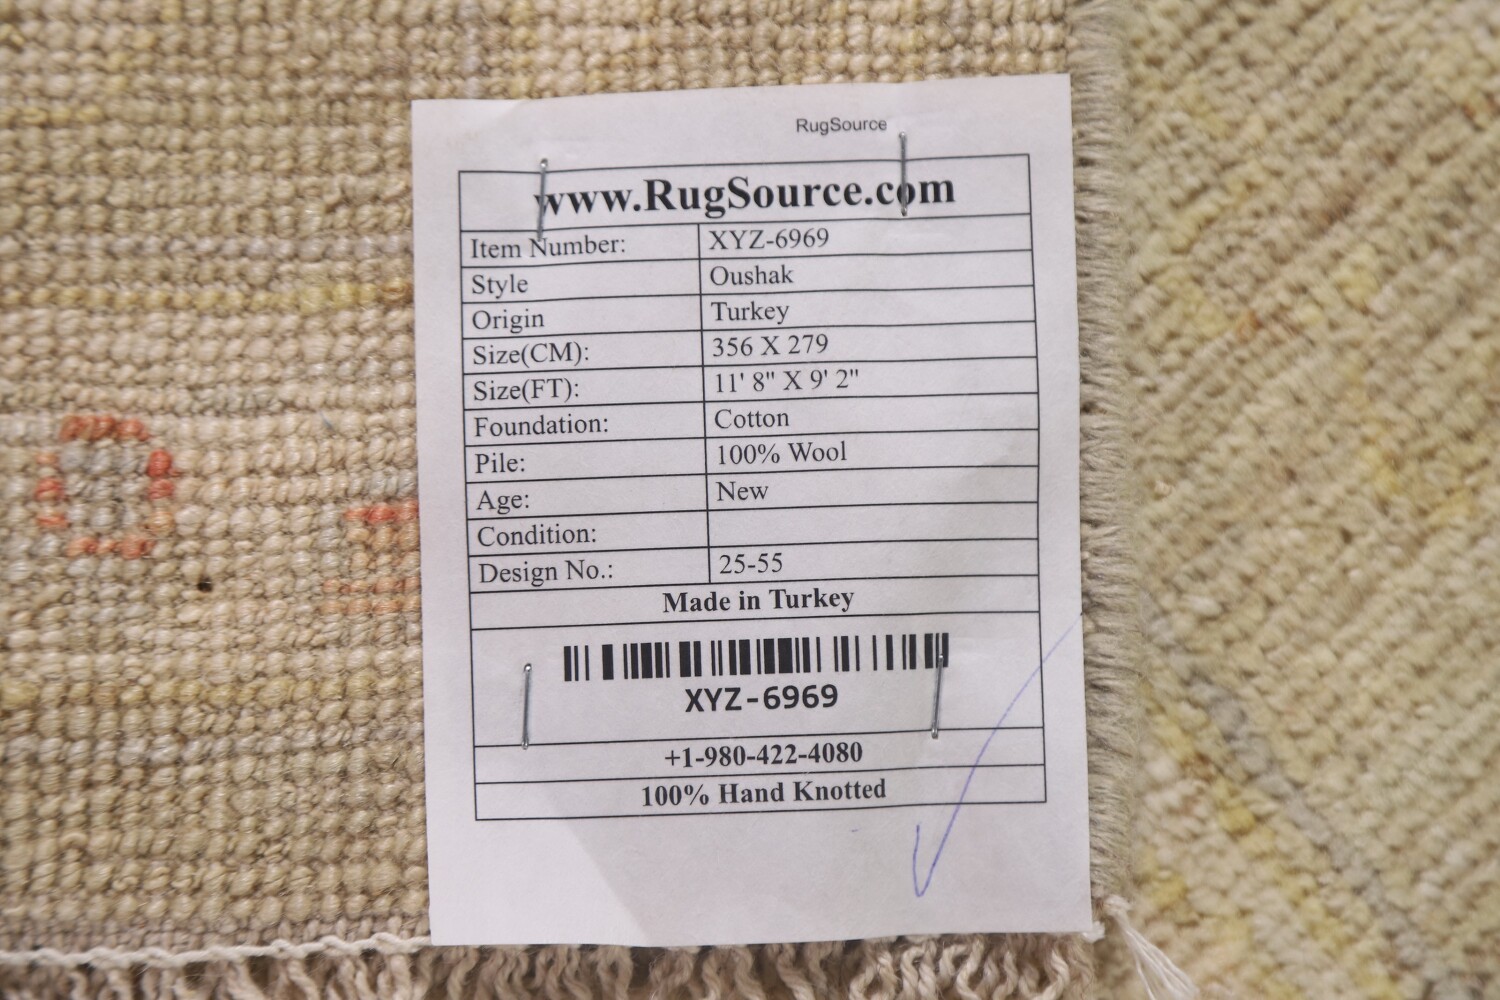 RugSource
www.RugSource.com
Item Number: XYZ-6969
Style Oushak
Origin Turkey
Size(CM): 356 X 279
Size(FT): 11' 8" X 9' 2"
Foundation: Cotton
Pile: 100% Wool
Age: New
Condition:
Design No.: 25-55
Made in Turkey
XYZ-6969
+1-980-422-4080
100% Hand Knotted